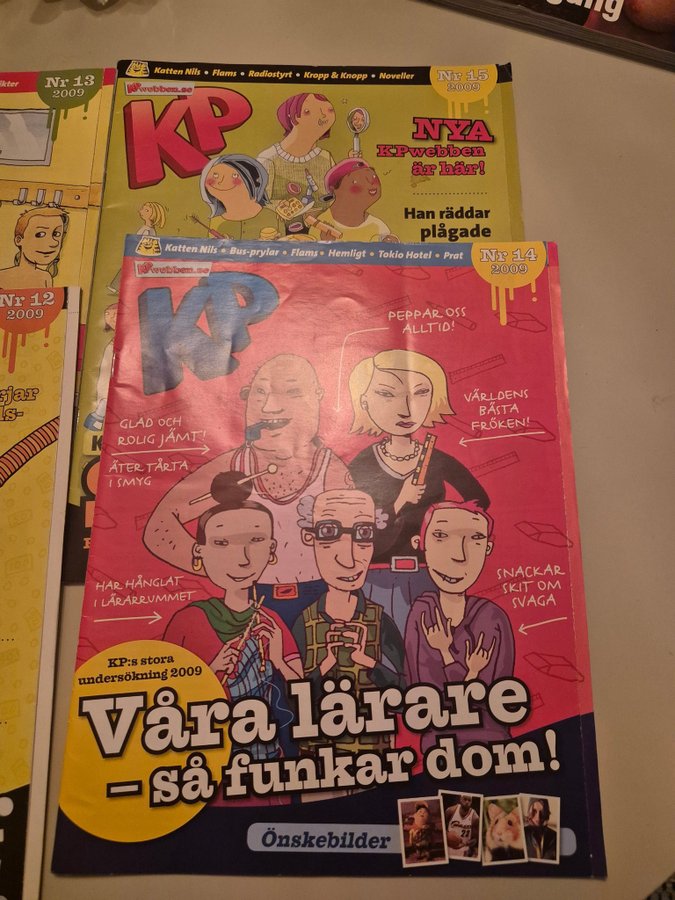 gång
kter
Nr 13
2009
Nr 12
2009
Katten Nils • Flams • Radiostyrt • Kropp & Knopp • Noveller
Nr 15
2009
KPwebben.se
KP
NYA
KPwebben
är här!
Han räddar
plågade
Katten Nils • Bus-prylar • Flams • Hemligt • Tokio Hotel • Prat
Nr 14
2009
KPwebben.se
KP
PEPPAR OSS
ALLTID!
GLAD OCH
ROLIG JÄMT!
VÄRLDENS
BÄSTA
FRÖKEN!
ÄTER TÅRTA
I SMYG
HAR HÅNGLAT
I LÄRARRUMMET
SNACKAR
SKIT OM
SVAGA
KP:s stora
undersökning 2009
Våra lärare
– så funkar dom!
Önskebilder